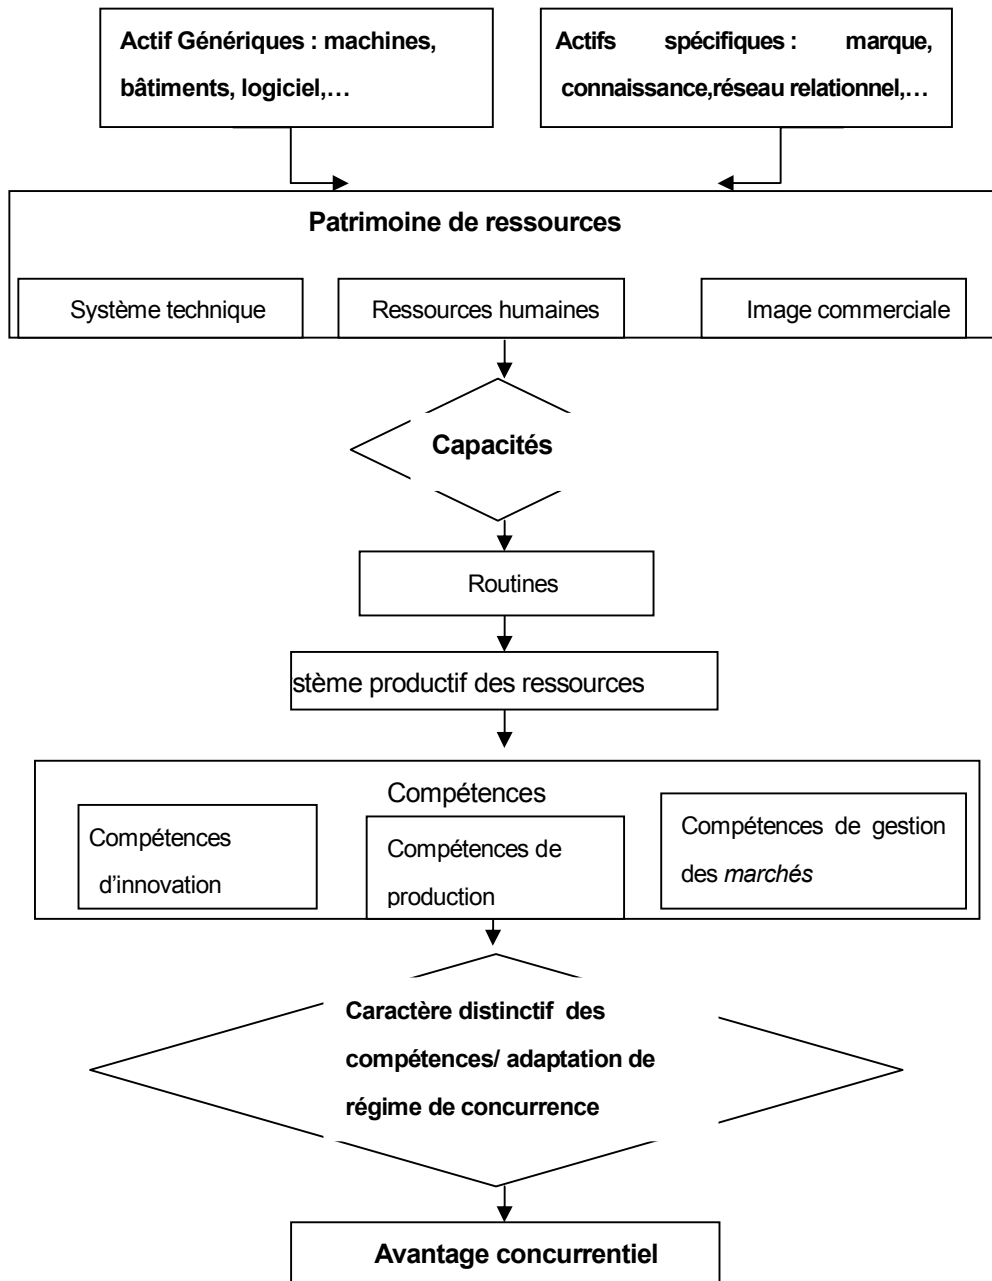 Actif Génériques : machines,
bâtiments, logiciel,…
Actifs spécifiques : marque,
connaissance,réseau relationnel,…
Patrimoine de ressources
Système technique
Ressources humaines
Image commerciale
Capacités
Routines
stème productif des ressources
Compétences
Compétences
d’innovation
Compétences de
production
Compétences de gestion
des marchés
Caractère distinctif des
compétences/ adaptation de
régime de concurrence
Avantage concurrentiel